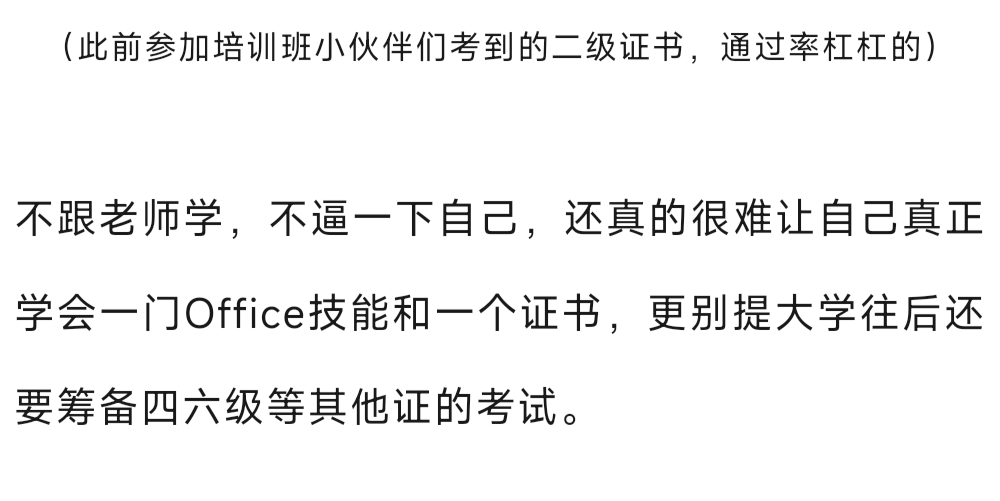 （此前参加培训班小伙伴们考到的二级证书，通过率杠杠的）
不跟老师学，不逼一下自己，还真的很难让自己真正
学会一门Office技能和一个证书，更别提大学往后还
要筹备四六级等其他证的考试。